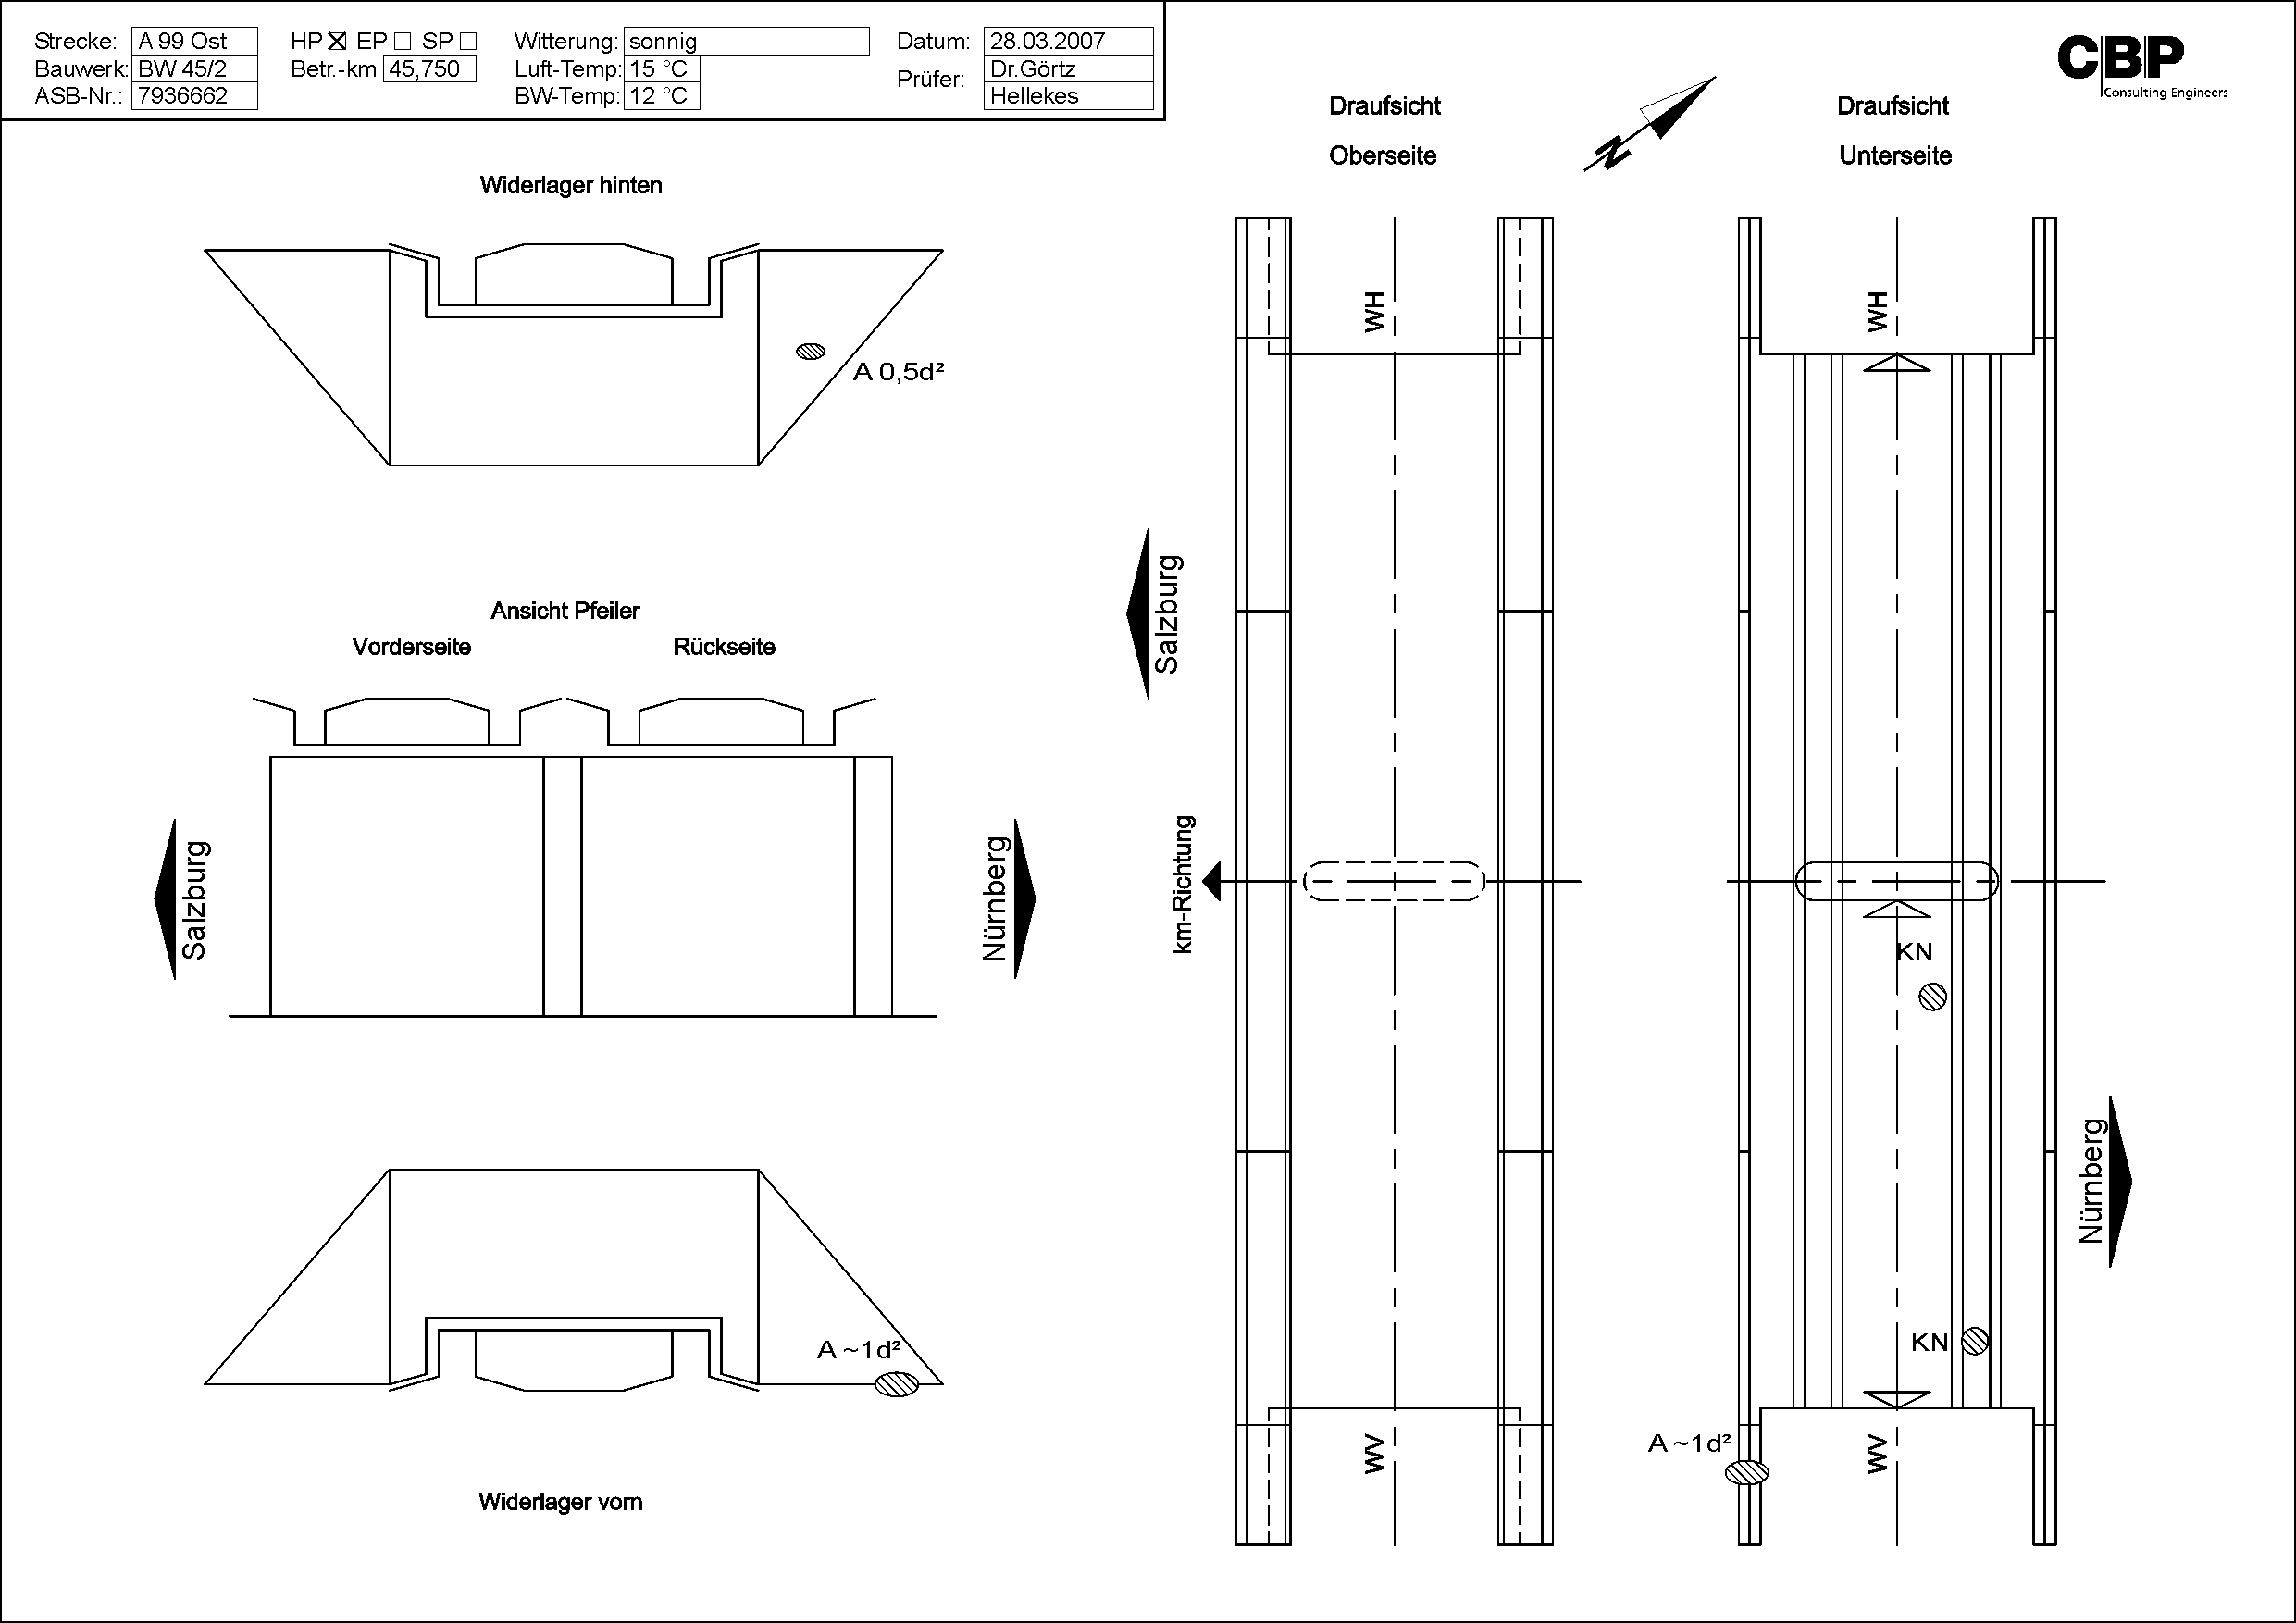 Strecke: A 99 Ost HP EP SP Witterung: sonnig Datum: 28.03.2007
Bauwerk: BW 45/2 Betr.-km 45,750 Luft-Temp: 15 °C Prüfer: Dr.Görtz
ASB-Nr.: 7936662 BW-Temp: 12 °C Hellekes
CBP
Consulting Engineers
Draufsicht
Oberseite
N
Draufsicht
Unterseite
Widerlager hinten
A 0,5d²
Ansicht Pfeiler
Vorderseite Rückseite
Salzburg
Nürnberg
A ~1d²
Widerlager vorn
Salzburg
km-Richtung
WH
WV
WH
KN
KN
A ~1d²
WV
Nürnberg